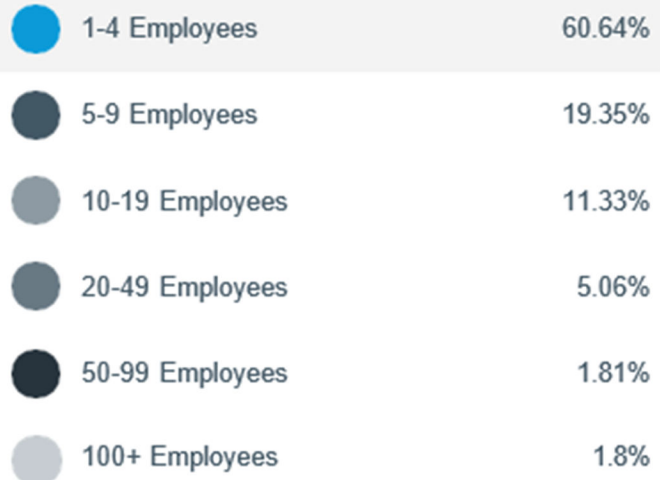 1-4 Employees 60.64%
5-9 Employees 19.35%
10-19 Employees 11.33%
20-49 Employees 5.06%
50-99 Employees 1.81%
100+ Employees 1.8%